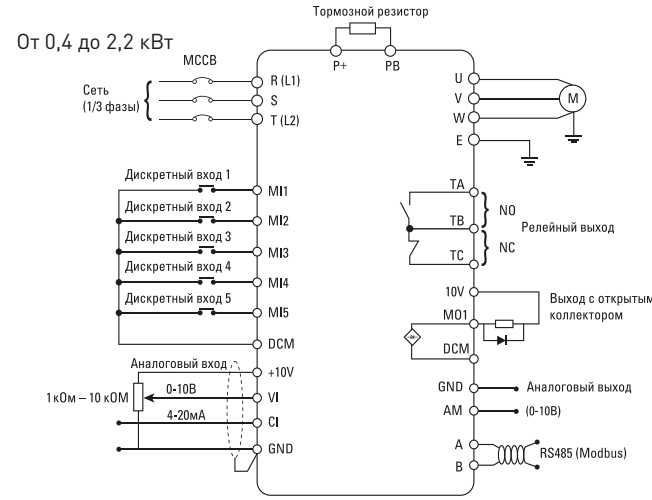 Тормозной резистор
От 0,4 до 2,2 кВт
P+
PB
MCCB
Сеть
(1/3 фазы)
R (L1)
S
T (L2)
U
V
W
M
E
Дискретный вход 1
MI1
Дискретный вход 2
MI2
Дискретный вход 3
MI3
Дискретный вход 4
MI4
Дискретный вход 5
MI5
DCM
TA
TB
TC
NO
NC
Релейный выход
10V
MO1
DCM
Выход с открытым
коллектором
Аналоговый вход
+10V
1 кОм – 10 кОМ
0-10В
VI
4-20мА
CI
GND
GND
Аналоговый выход
AM
(0-10В)
A
B
RS485 (Modbus)